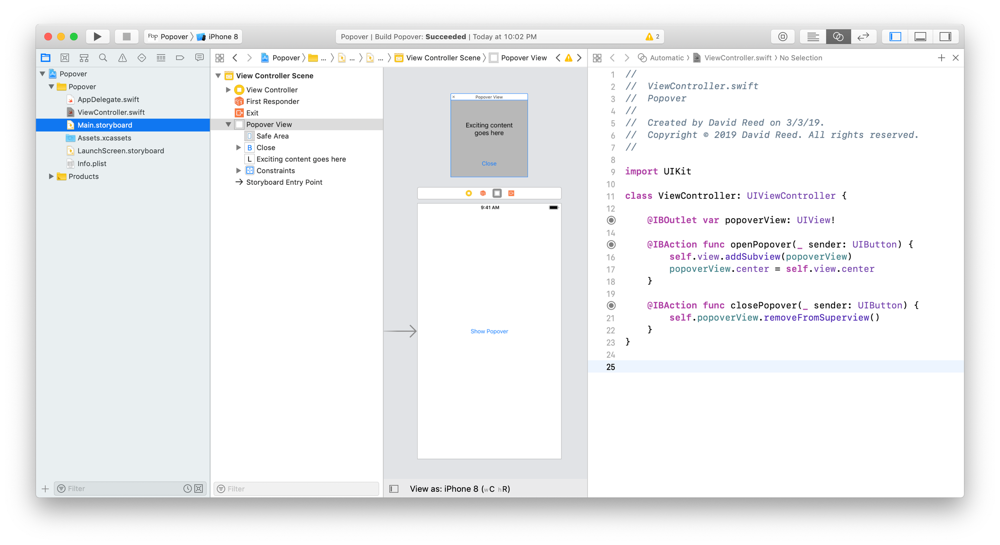 Pop Popover 〉 iPhone 8
Popover | Build Popover: Succeeded | Today at 10:02 PM
2
Popover
Popover
AppDelegate.swift
ViewController.swift
Main.storyboard
Assets.xcassets
LaunchScreen.storyboard
Info.plist
Products
Filter
Popover 〉 ... 〉 ... 〉 ... 〉 View Controller Scene 〉 Popover View
View Controller Scene
View Controller
First Responder
Exit
Popover View
Safe Area
B Close
L Exciting content goes here
Constraints
Storyboard Entry Point
Filter
Popover View
Exciting content
goes here
Close
9:41 AM
Show Popover
View as: iPhone 8 (wC hR)
Automatic 〉 ViewController.swift 〉 No Selection
1 //
2 //  ViewController.swift
3 //  Popover
4 //
5 //  Created by David Reed on 3/3/19.
6 //  Copyright © 2019 David Reed. All rights reserved.
7 //
8
9 import UIKit
10
11 class ViewController: UIViewController {
12
@IBOutlet var popoverView: UIView!
14
@IBAction func openPopover(_ sender: UIButton) {
16 self.view.addSubview(popoverView)
17 popoverView.center = self.view.center
18 }
19
@IBAction func closePopover(_ sender: UIButton) {
21 self.popoverView.removeFromSuperview()
22 }
23 }
24
25